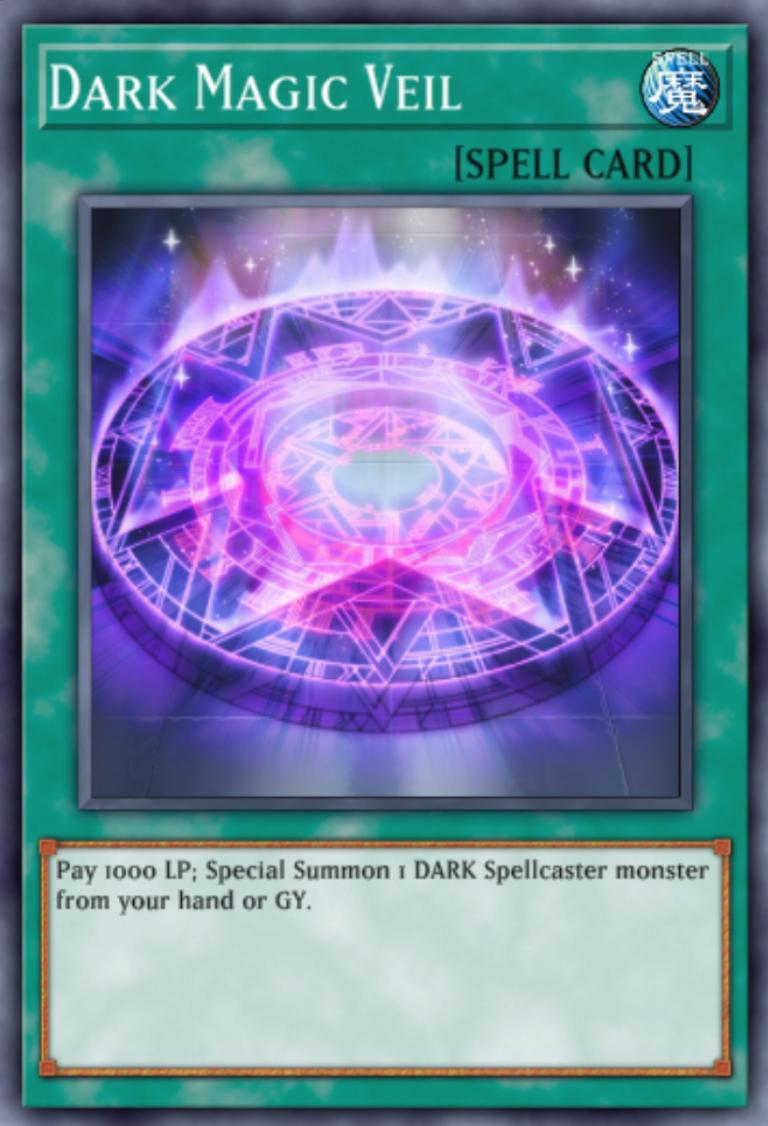 Dark Magic Veil
SPELL
魔
[SPELL CARD]
Pay 1000 LP; Special Summon 1 DARK Spellcaster monster
from your hand or GY.